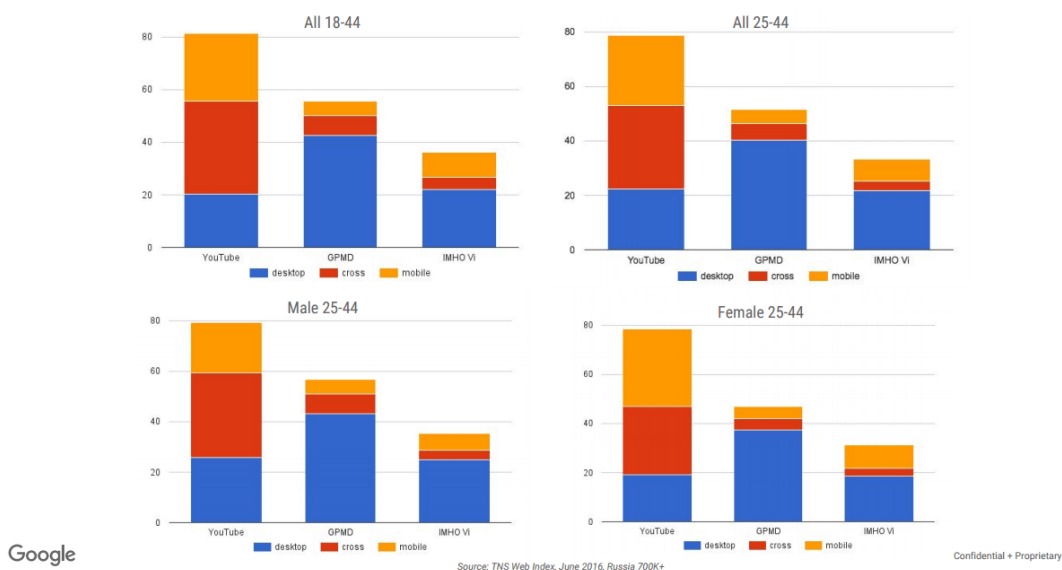 All 18-44
80
60
40
20
0
YouTube GPMD IMHO Vi
desktop cross mobile
All 25-44
80
60
40
20
0
YouTube GPMD IMHO Vi
desktop cross mobile
Male 25-44
80
60
40
20
0
YouTube GPMD IMHO Vi
desktop cross mobile
Female 25-44
80
60
40
20
0
YouTube GPMD IMHO Vi
desktop cross mobile
Google
Source: TNS Web Index, June 2016, Russia 700K+
Confidential + Proprietary